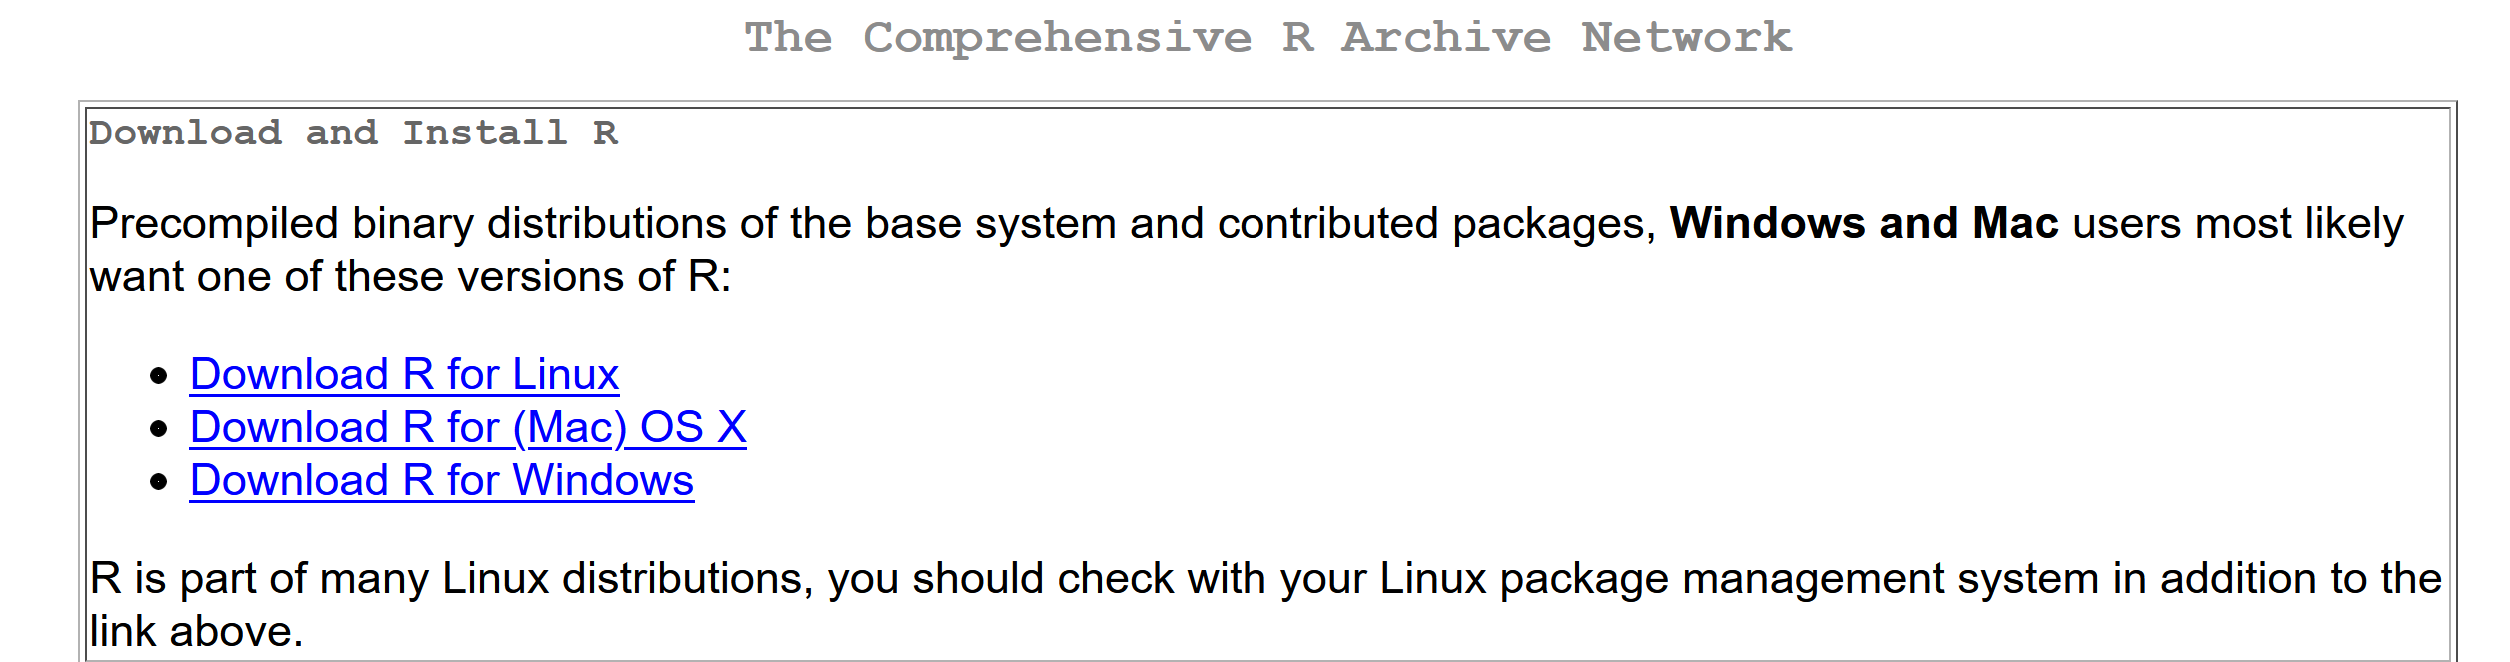 The Comprehensive R Archive Network
Download and Install R
Precompiled binary distributions of the base system and contributed packages, Windows and Mac users most likely
want one of these versions of R:
Download R for Linux
Download R for (Mac) OS X
Download R for Windows
R is part of many Linux distributions, you should check with your Linux package management system in addition to the
link above.